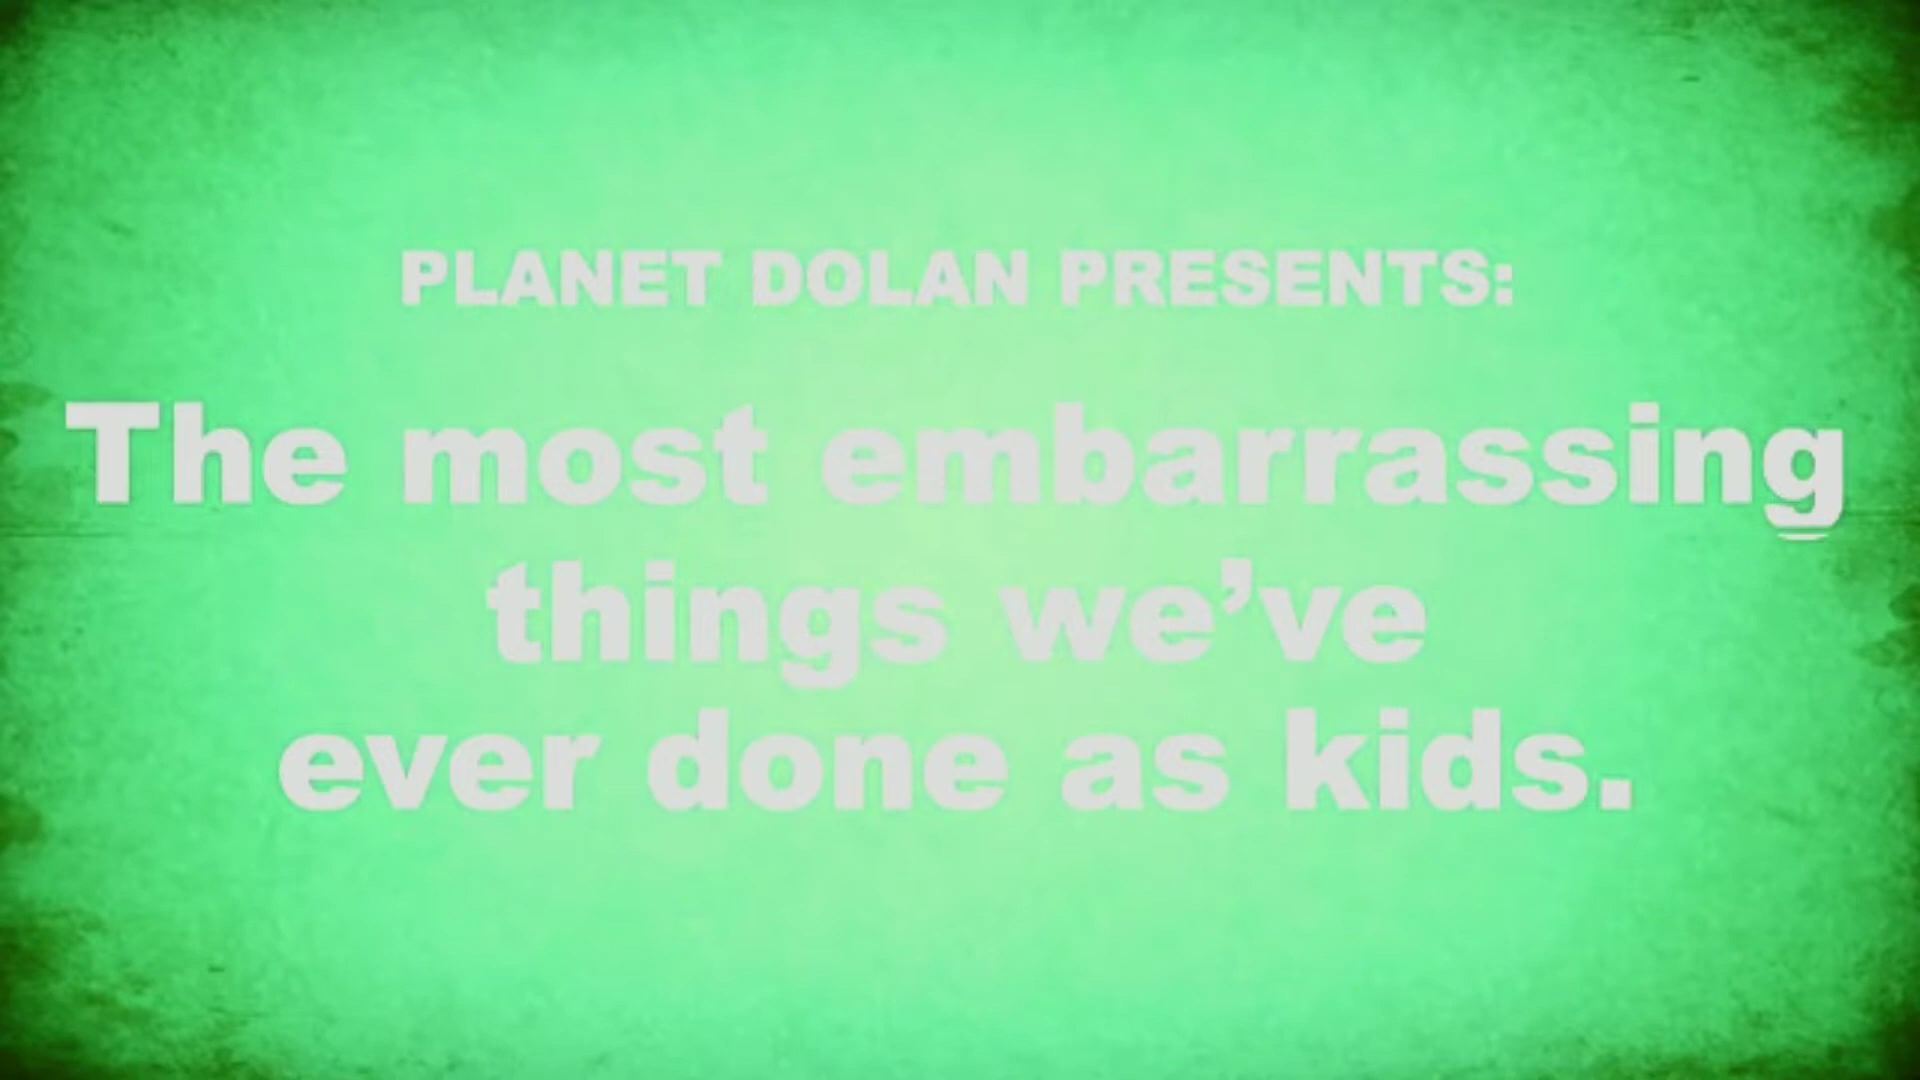 PLANET DOLAN PRESENTS:
The most embarrassing
things we’ve
ever done as kids.